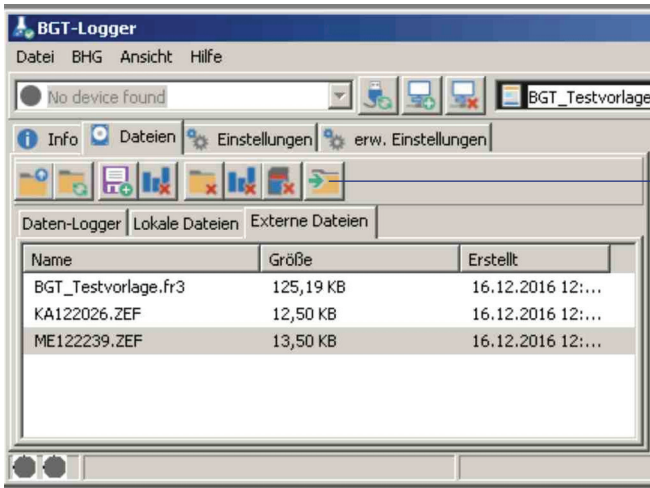 BGT-Logger
Datei BHG Ansicht Hilfe
No device found BGT_Testvorlage
Info Dateien Einstellungen erw. Einstellungen
Daten-Logger Lokale Dateien Externe Dateien
Name Größe Erstellt
BGT_Testvorlage.fr3 125,19 KB 16.12.2016 12:...
KA122026.ZEF 12,50 KB 16.12.2016 12:...
ME122239.ZEF 13,50 KB 16.12.2016 12:...